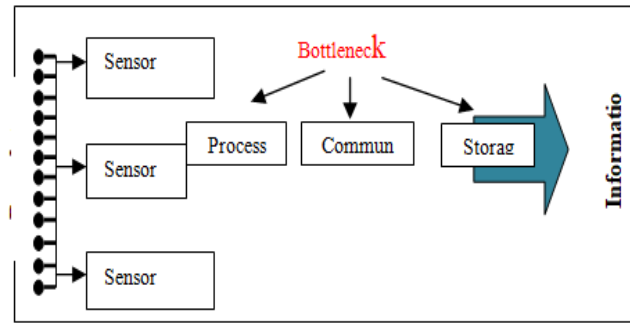 Sensor
Bottleneck
Process
Commun
Storag
Sensor
Sensor
Informatio